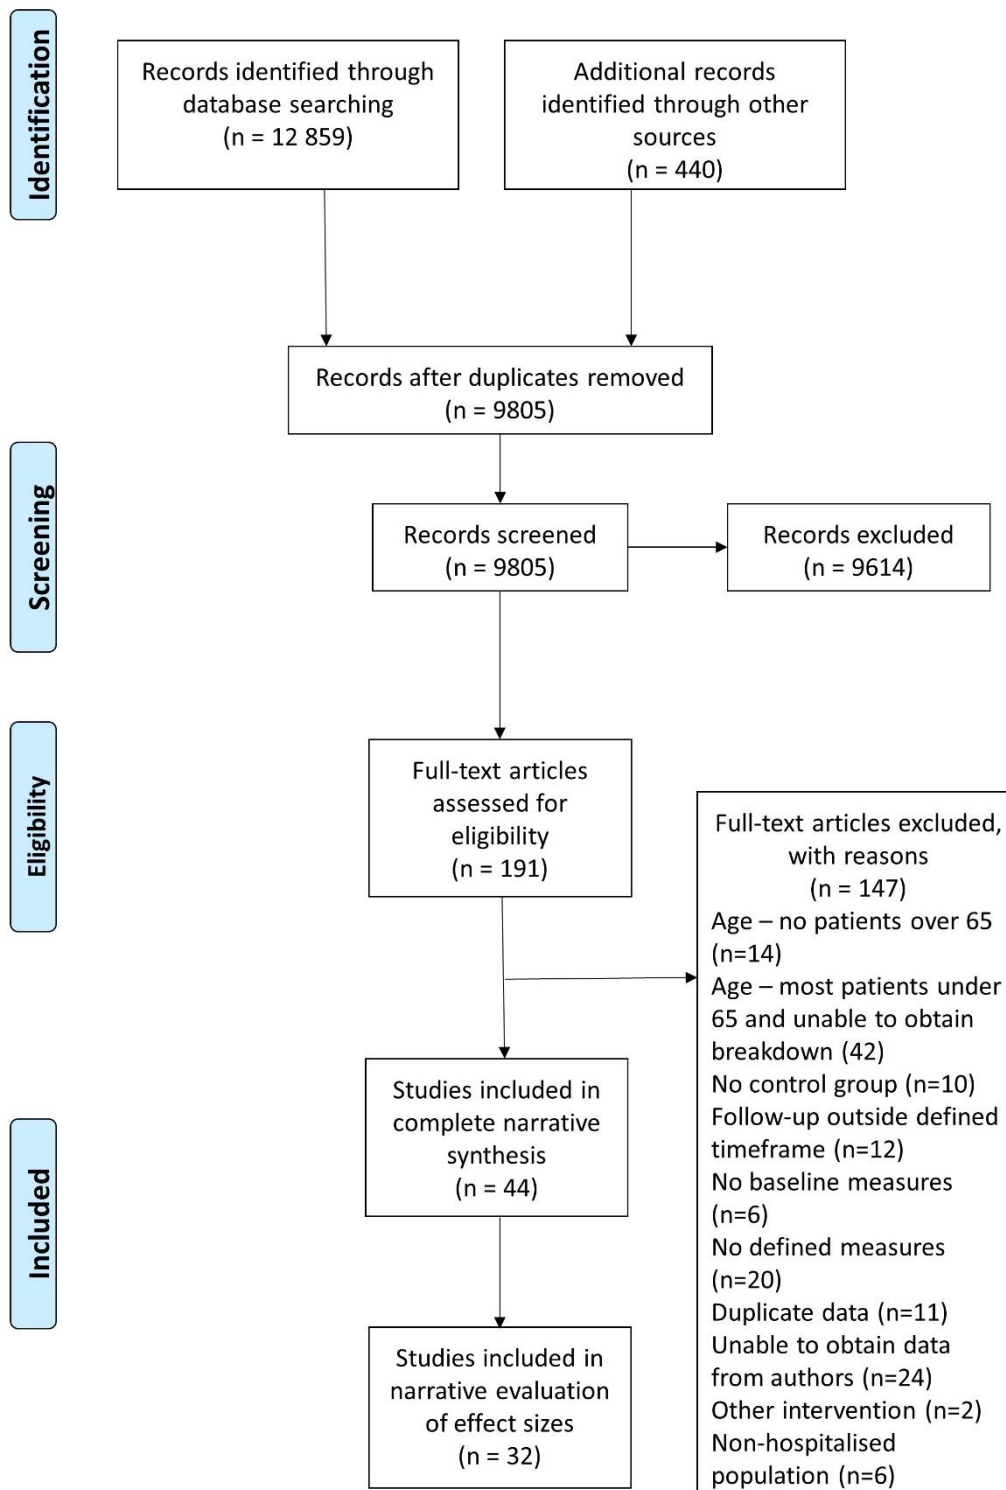 Identification
Records identified through
database searching
(n = 12 859)
Additional records
identified through other
sources
(n = 440)
Records after duplicates removed
(n = 9805)
Screening
Records screened
(n = 9805)
Records excluded
(n = 9614)
Eligibility
Full-text articles
assessed for
eligibility
(n = 191)
Full-text articles excluded,
with reasons
(n = 147)
Age – no patients over 65
(n=14)
Age – most patients under
65 and unable to obtain
breakdown (42)
No control group (n=10)
Follow-up outside defined
timeframe (n=12)
No baseline measures
(n=6)
No defined measures
(n=20)
Duplicate data (n=11)
Unable to obtain data
from authors (n=24)
Other intervention (n=2)
Non-hospitalised
population (n=6)
Included
Studies included in
complete narrative
synthesis
(n = 44)
Studies included in
narrative evaluation
of effect sizes
(n = 32)